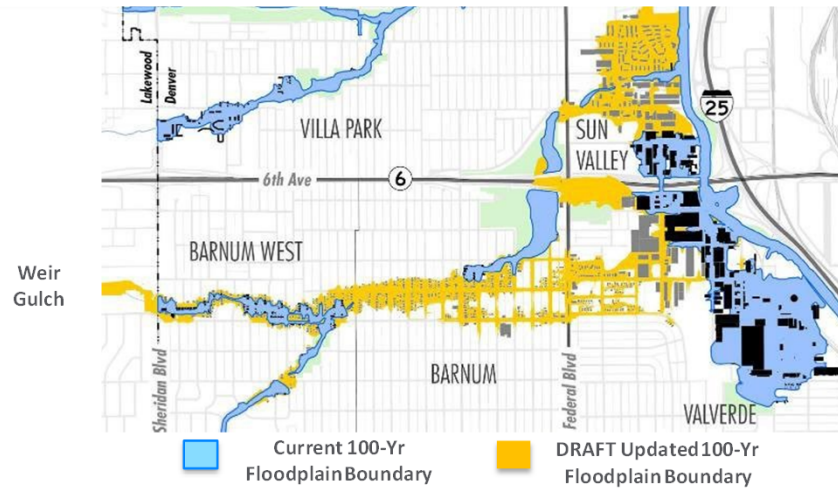 Lakewood
Denver
VILLA PARK
SUN
VALLEY
25
6th Ave
6
BARNUM WEST
Weir
Gulch
Sheridan Blvd
BARNUM
Federal Blvd
VALVERDE
Current 100-Yr
Floodplain Boundary
DRAFT Updated 100-Yr
Floodplain Boundary